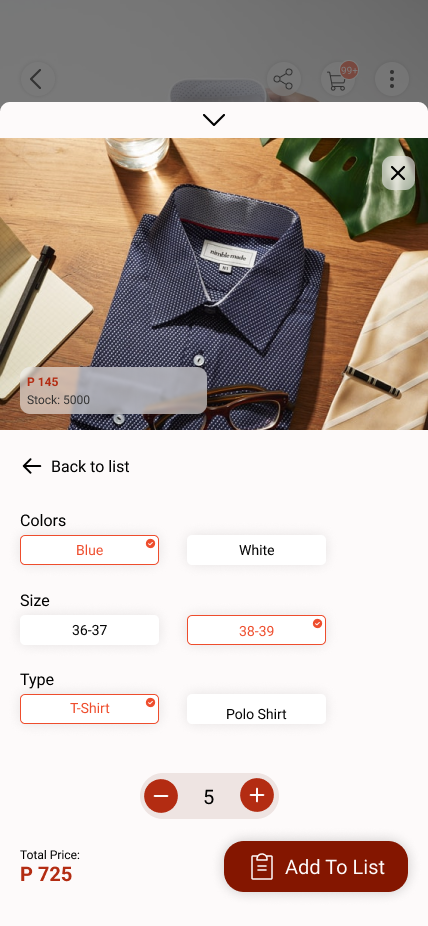 99+
nimble made
P 145
Stock: 5000
Back to list
Colors
Blue
White
Size
36-37
38-39
Type
T-Shirt
Polo Shirt
5
Total Price:
P 725
Add To List